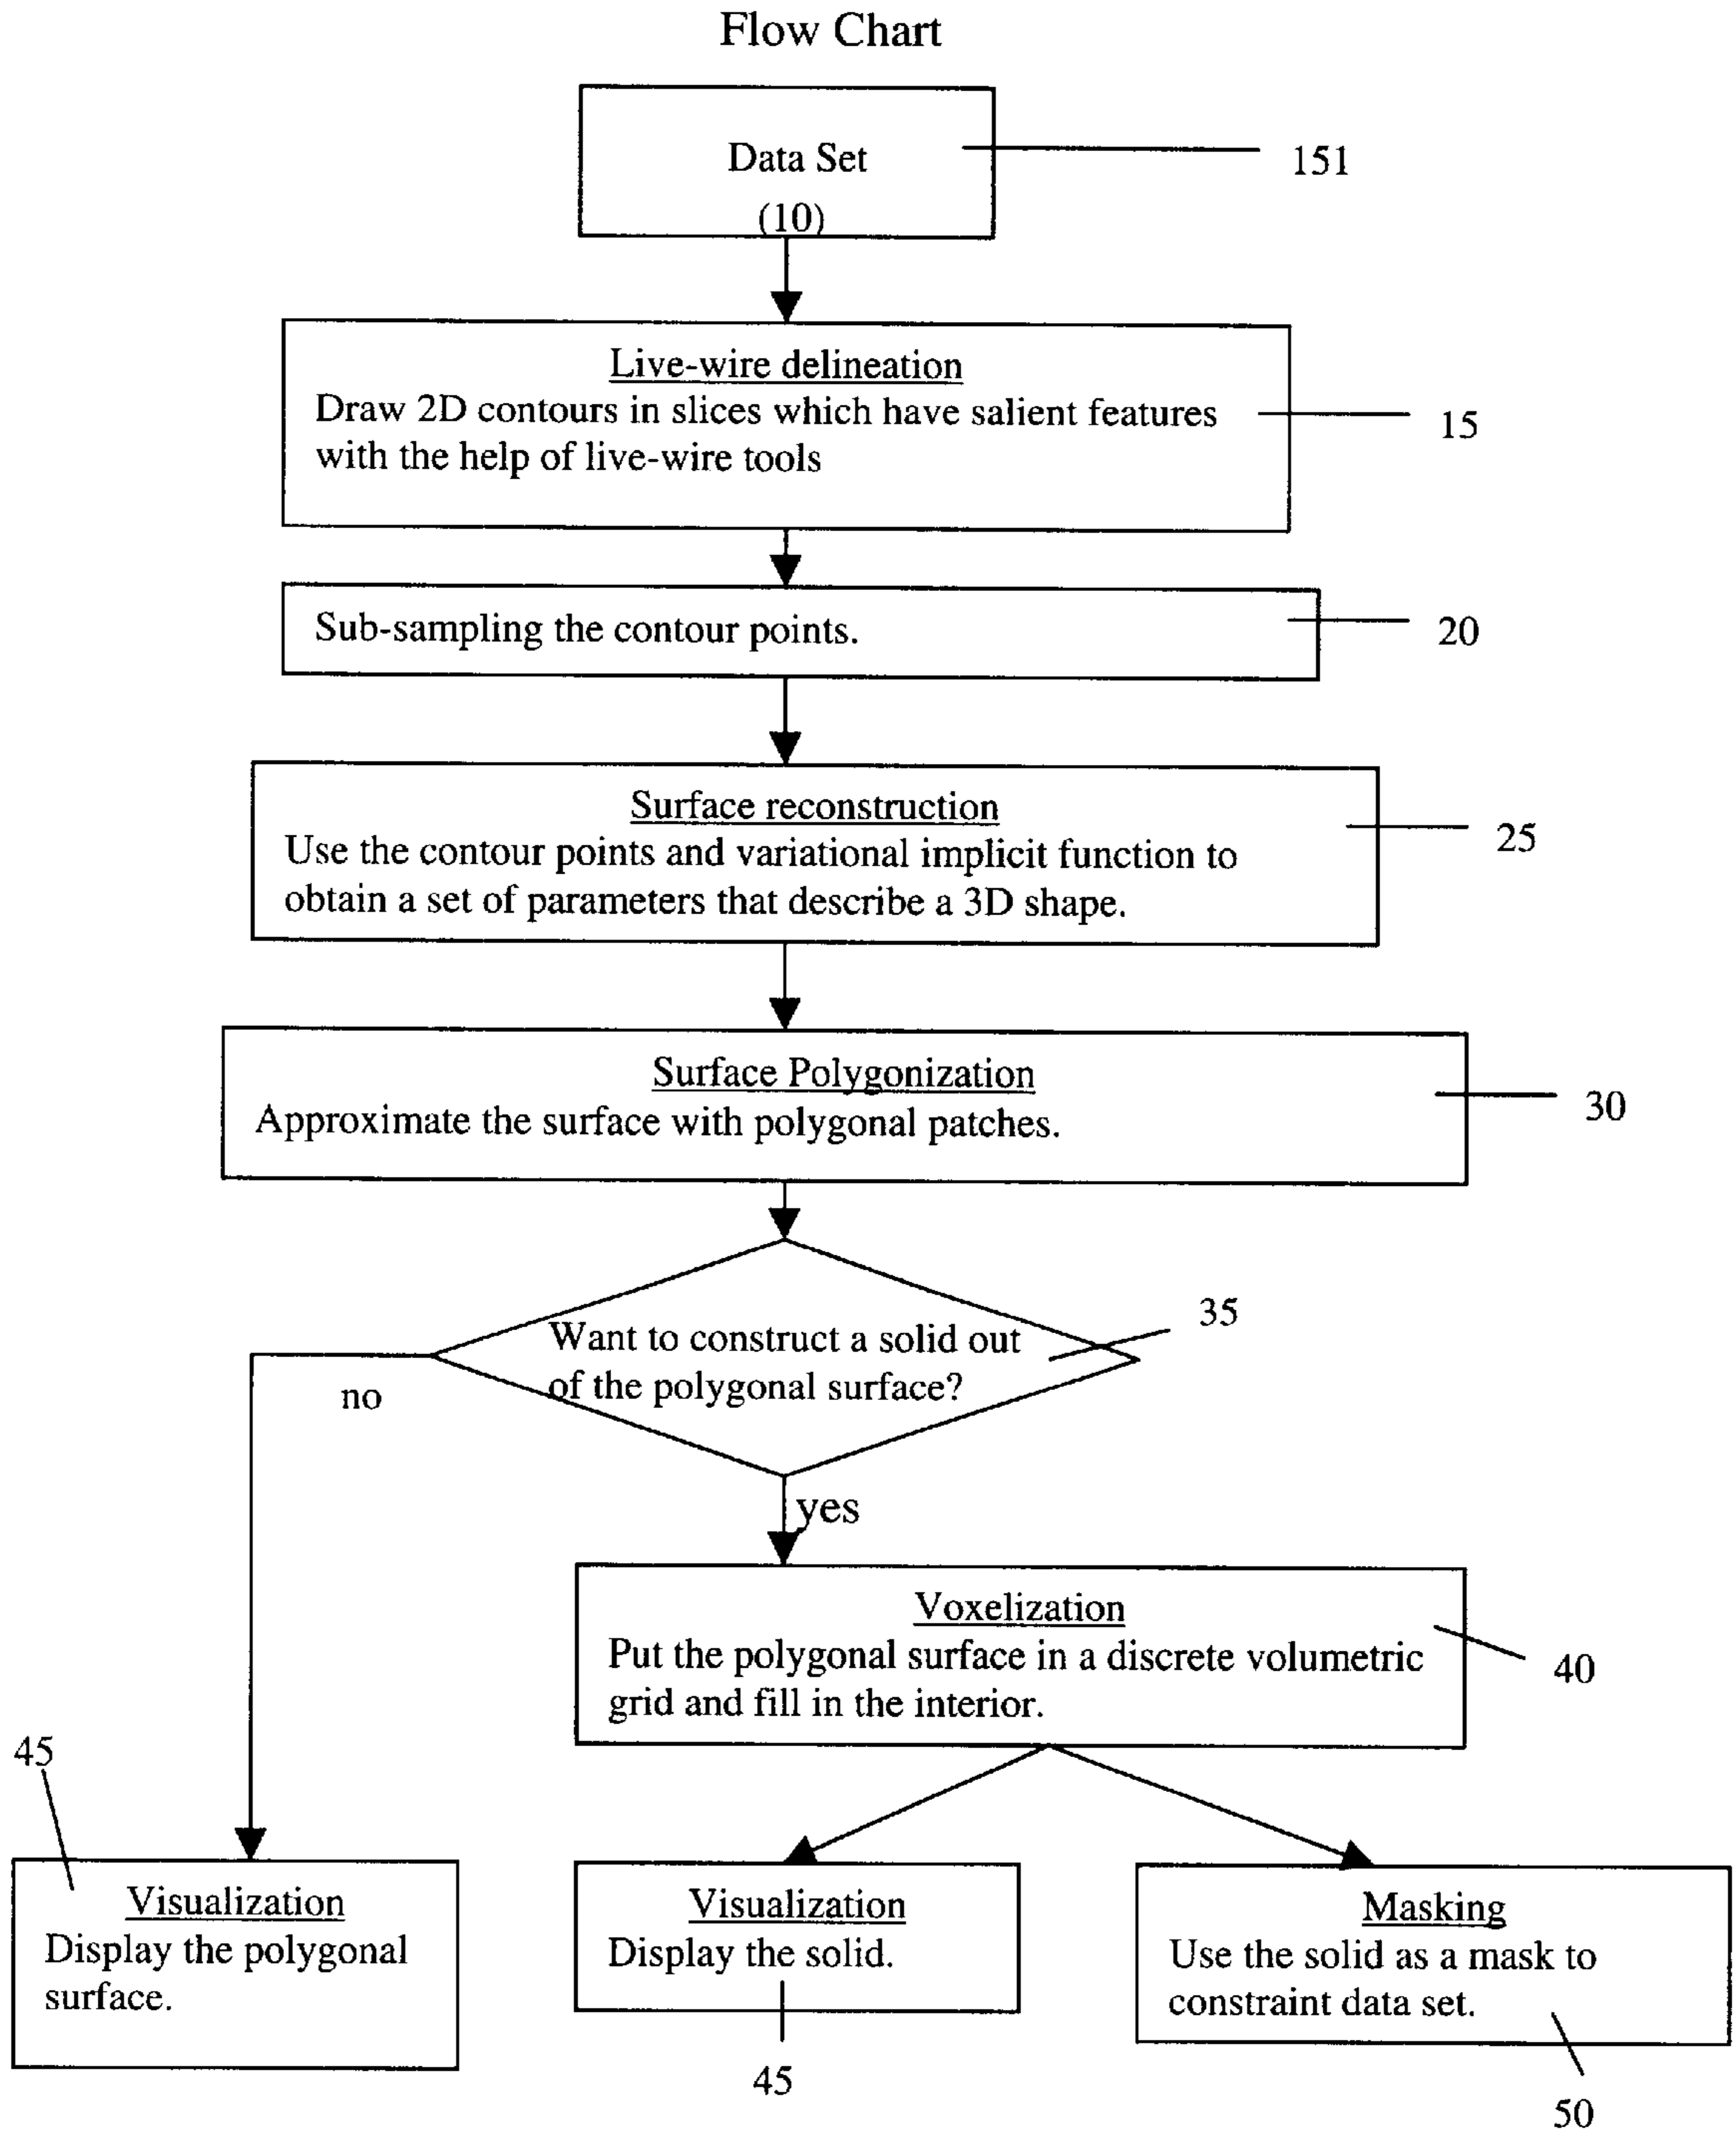 Flow Chart
Data Set
(10)
151
Live-wire delineation
Draw 2D contours in slices which have salient features
with the help of live-wire tools
15
Sub-sampling the contour points.
20
Surface reconstruction
Use the contour points and variational implicit function to
obtain a set of parameters that describe a 3D shape.
25
Surface Polygonization
Approximate the surface with polygonal patches.
30
Want to construct a solid out
of the polygonal surface?
35
no
yes
Voxelization
Put the polygonal surface in a discrete volumetric
grid and fill in the interior.
40
45
Visualization
Display the polygonal
surface.
Visualization
Display the solid.
45
Masking
Use the solid as a mask to
constraint data set.
50